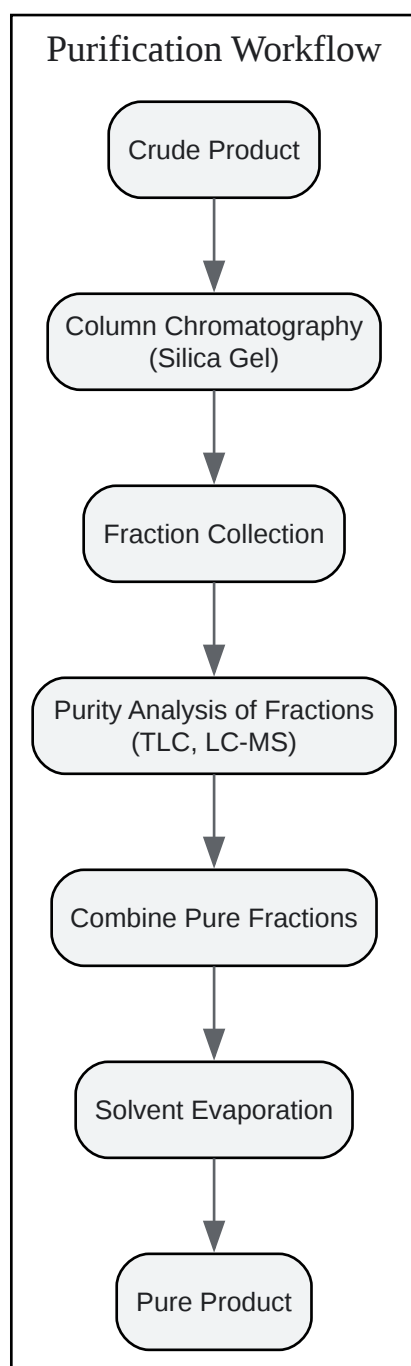 Purification Workflow
Crude Product
Column Chromatography
(Silica Gel)
Fraction Collection
Purity Analysis of Fractions
(TLC, LC-MS)
Combine Pure Fractions
Solvent Evaporation
Pure Product